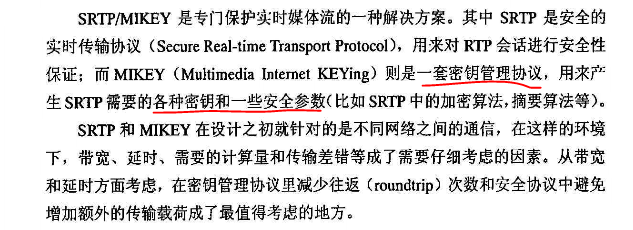 SRTP/MIKEY 是专门保护实时媒体流的一种解决方案。其中 SRTP 是安全的
实时传输协议（Secure Real-time Transport Protocol），用来对 RTP 会话进行安全性
保证；而 MIKEY（Multimedia Internet KEYing）则是一套密钥管理协议，用来产
生 SRTP 需要的各种密钥和一些安全参数（比如 SRTP 中的加密算法，摘要算法等）。
SRTP 和 MIKEY 在设计之初就针对的是不同网络之间的通信，在这样的环境
下，带宽、延时、需要的计算量和传输差错等成了需要仔细考虑的因素。从带宽
和延时方面考虑，在密钥管理协议里减少往返（roundtrip）次数和安全协议中避免
增加额外的传输载荷成了最值得考虑的地方。